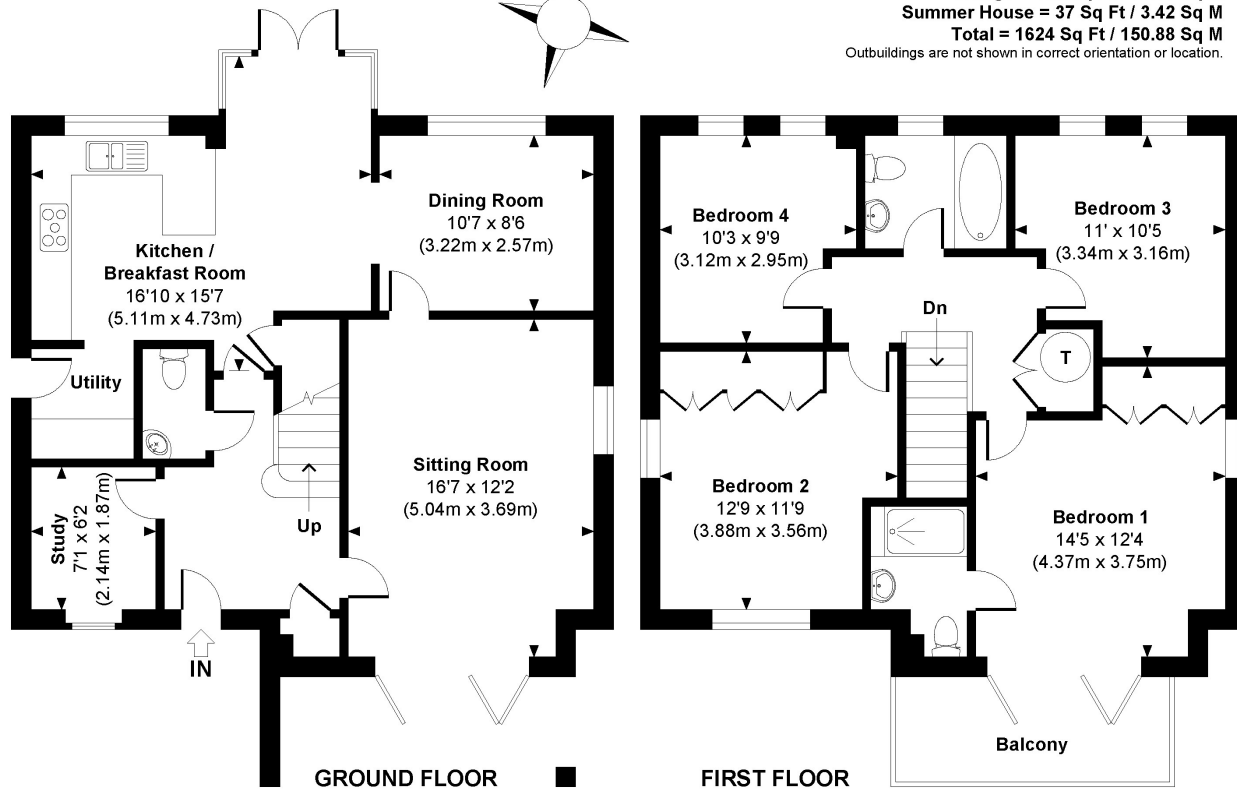 Summer House = 37 Sq Ft / 3.42 Sq M
Total = 1624 Sq Ft / 150.88 Sq M
Outbuildings are not shown in correct orientation or location.
Kitchen /
Breakfast Room
16'10 x 15'7
(5.11m x 4.73m)
Dining Room
10'7 x 8'6
(3.22m x 2.57m)
Utility
Sitting Room
16'7 x 12'2
(5.04m x 3.69m)
Study
7'1 x 6'2
(2.14m x 1.87m)
Up
IN
GROUND FLOOR
Bedroom 4
10'3 x 9'9
(3.12m x 2.95m)
Bedroom 3
11' x 10'5
(3.34m x 3.16m)
Dn
T
Bedroom 2
12'9 x 11'9
(3.88m x 3.56m)
Bedroom 1
14'5 x 12'4
(4.37m x 3.75m)
Balcony
FIRST FLOOR